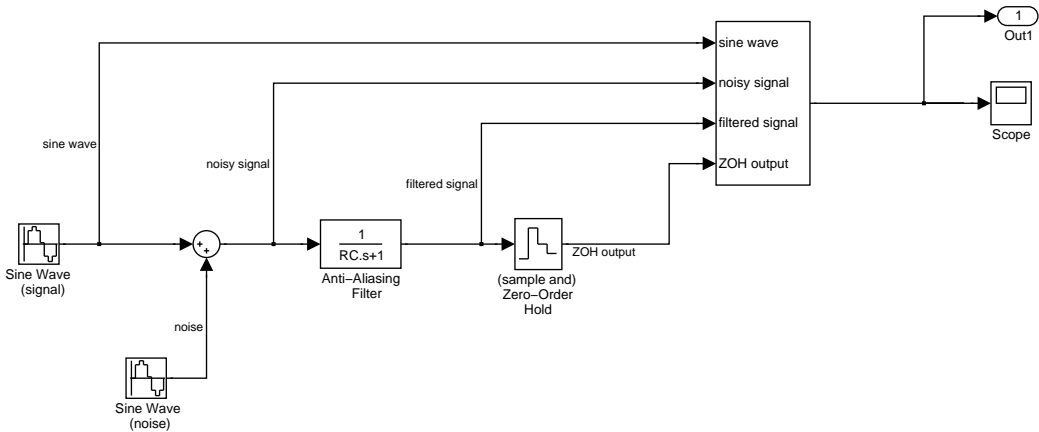 1
Out1
sine wave
noisy signal
filtered signal
ZOH output
Scope
sine wave
noisy signal
filtered signal
Sine Wave
(signal)
+
+
1
RC.s+1
Anti−Aliasing
Filter
(sample and)
Zero−Order
Hold
ZOH output
noise
Sine Wave
(noise)